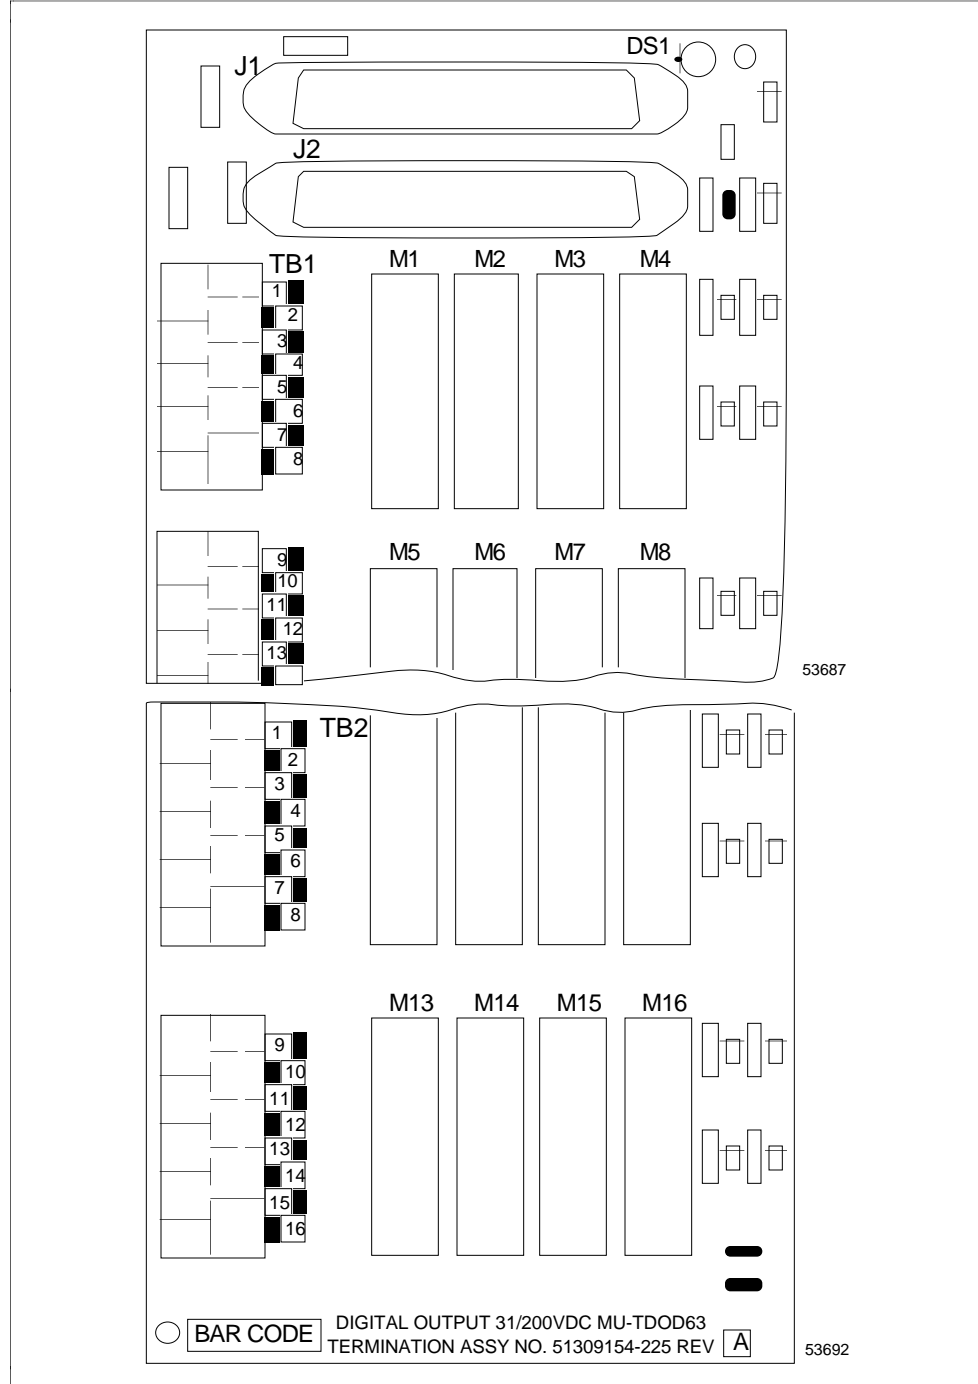 DS1
J1
J2
TB1
M1 M2 M3 M4
1
2
3
4
5
6
7
8
M5 M6 M7 M8
9
10
11
12
13
53687
TB2
1
2
3
4
5
6
7
8
M13 M14 M15 M16
9
10
11
12
13
14
15
16
BAR CODE
DIGITAL OUTPUT 31/200VDC MU-TDOD63
TERMINATION ASSY NO. 51309154-225 REV A
53692